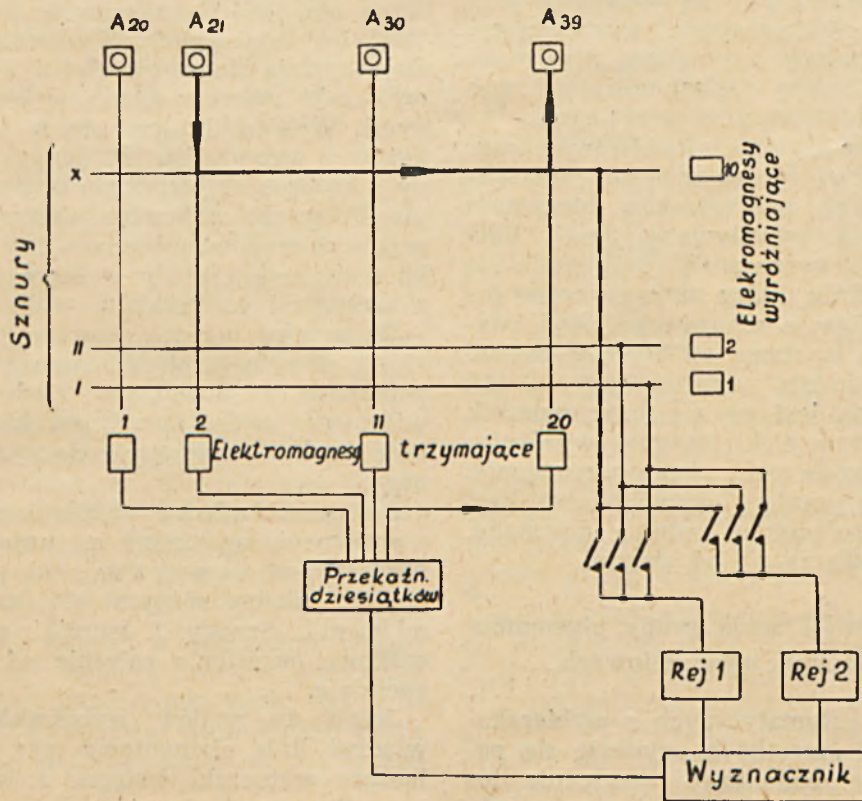 A20 A21 A30 A39
x
10
Sznury
Elekromagnesy
wyróżniające
II
2
I
1
1 2 11 20
Elektromagnesy trzymające
Przekaźn.
dziesiątków
Rej 1 Rej 2
Wyznacznik